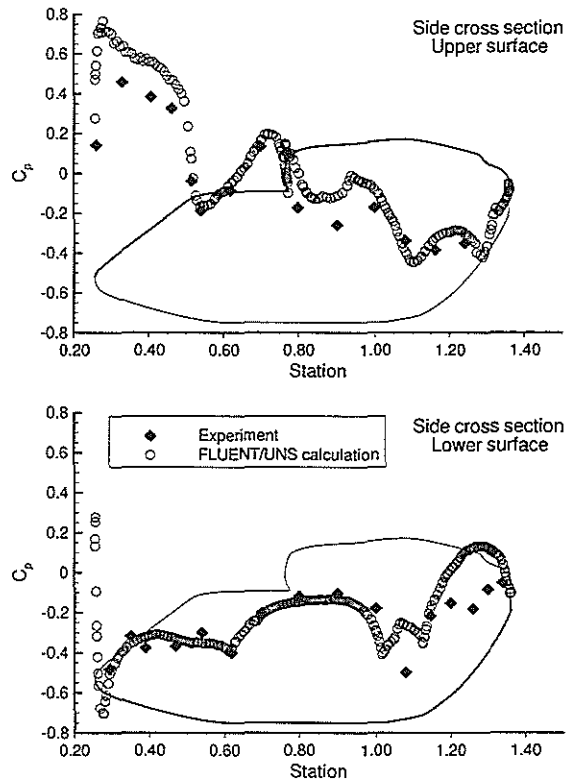 Side cross section
Upper surface
0.8
0.6
0.4
0.2
0
-0.2
-0.4
-0.6
-0.8
C_p
0.20 0.40 0.60 0.80 1.00 1.20 1.40
Station
Side cross section
Lower surface
Experiment
FLUENT/UNS calculation
0.8
0.6
0.4
0.2
0
-0.2
-0.4
-0.6
-0.8
C_p
0.20 0.40 0.60 0.80 1.00 1.20 1.40
Station